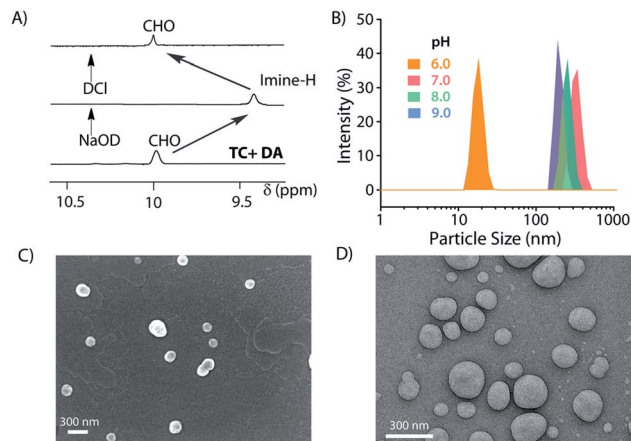 A)
CHO
DCl
Imine-H
NaOD
CHO
TC+ DA
10.5 10 9.5
δ (ppm)
B)
50
40
30
20
10
0
Intensity (%)
pH
6.0
7.0
8.0
9.0
1 10 100 1000
Particle Size (nm)
C)
300 nm
D)
300 nm